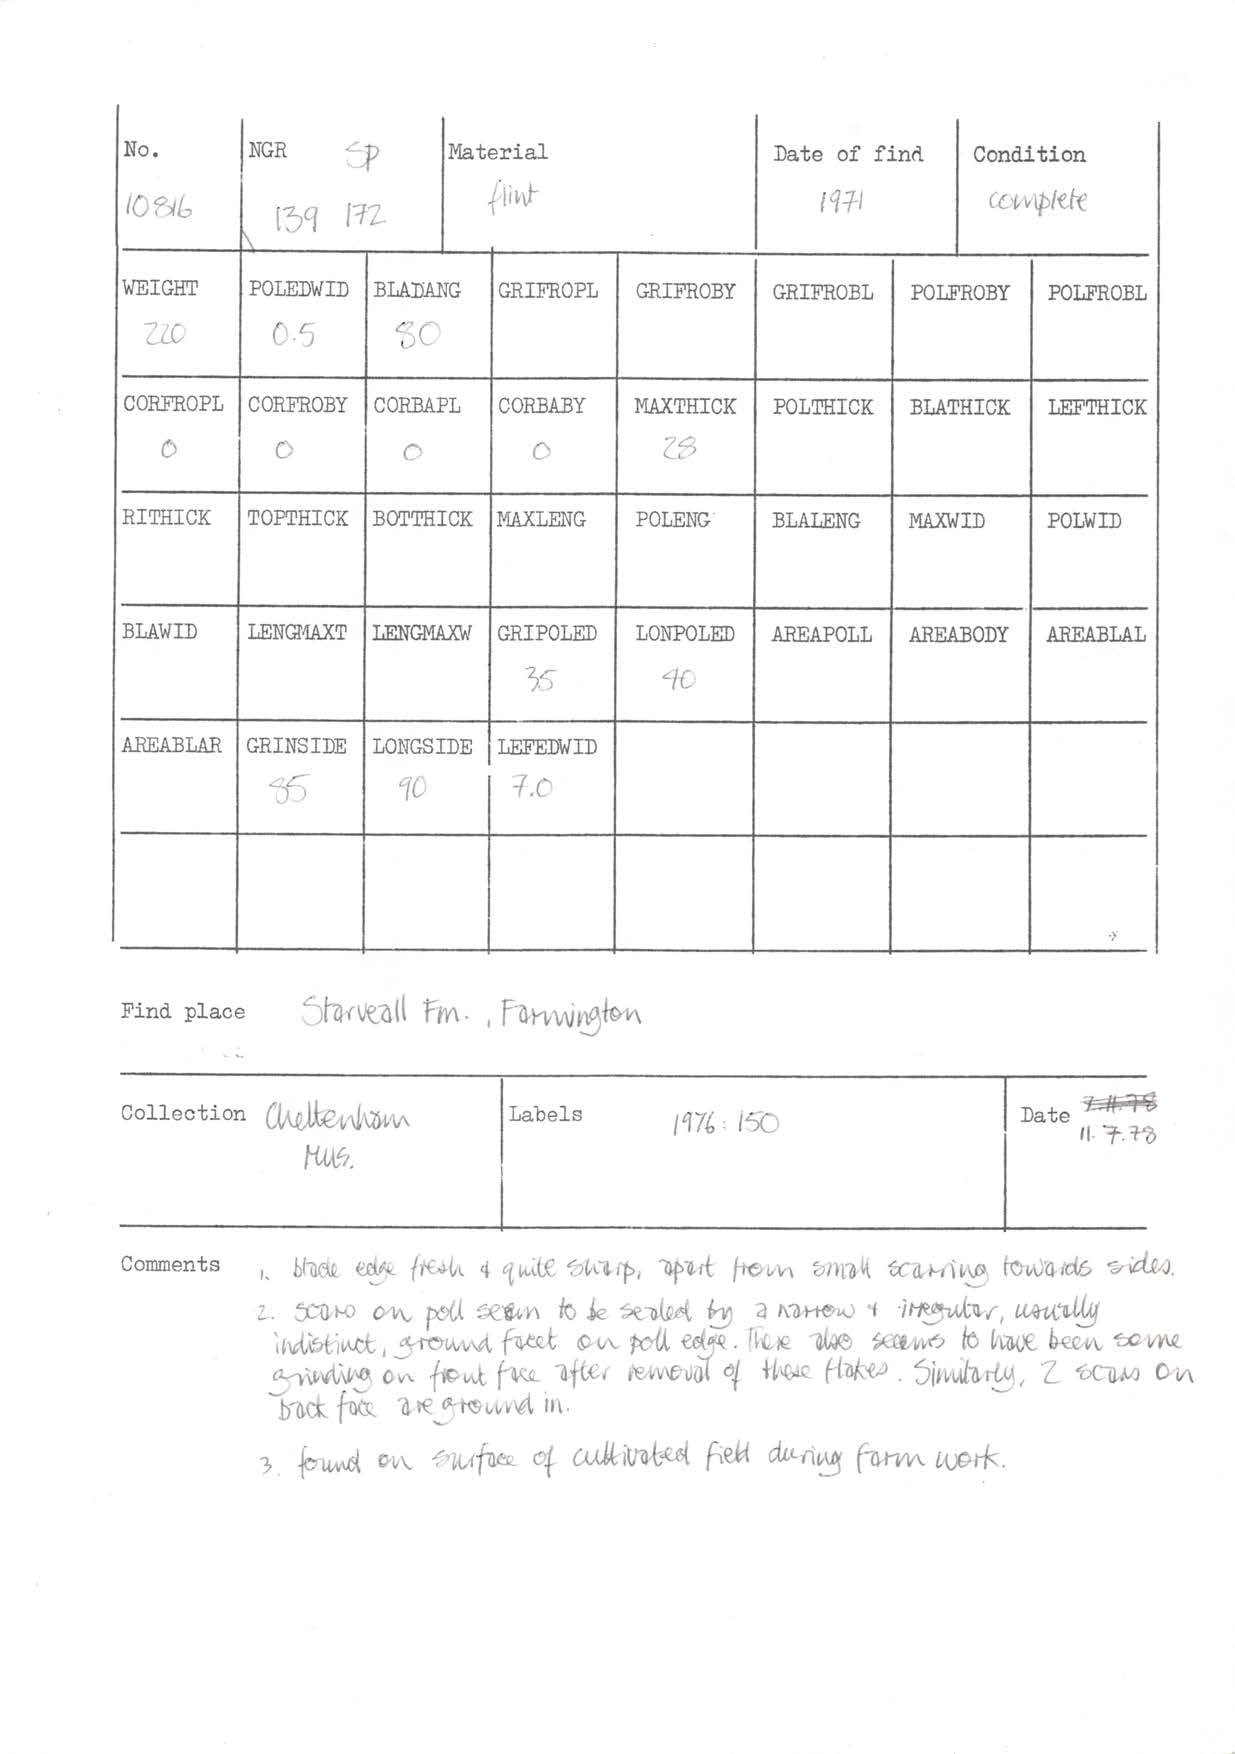 No. NGR SP Material Date of find Condition
10816 139 172 flint 1971 complete
WEIGHT POLEDWID BLADANG GRIFROPL GRIFROBY GRIFROBL POLFROBY POLFROBL
220 0.5 80
CORFROPL CORFROBY CORBAPL CORBABY MAXTHICK POLTHICK BLATHICK LEFTHICK
0 0 0 0 28
RITHICK TOPTHICK BOTTHICK MAXLENG POLENG BLALENG MAXWID POLWID
BLAWID LENGMAXT LENGMAXW GRIPOLED LONPOLED AREAPOLL AREABODY AREABLAL
35 40
AREABLAR GRINSIDE LONGSIDE LEFEDWID
85 90 7.0
Find place Starveall Fm., Farmington
Collection Cheltenham Labels 1976:150 Date 7.11.78
Mus. 11.7.78
Comments 1. blade edge fresh & quite sharp, apart from small scarring towards sides.
2. scars on poll seem to be sealed by a narrow & irregular, usually
indistinct, ground facet on poll edge. There also seems to have been some
grinding on front face after removal of these flakes. Similarly, 2 scars on
back face are ground in.
3. found on surface of cultivated field during farm work.